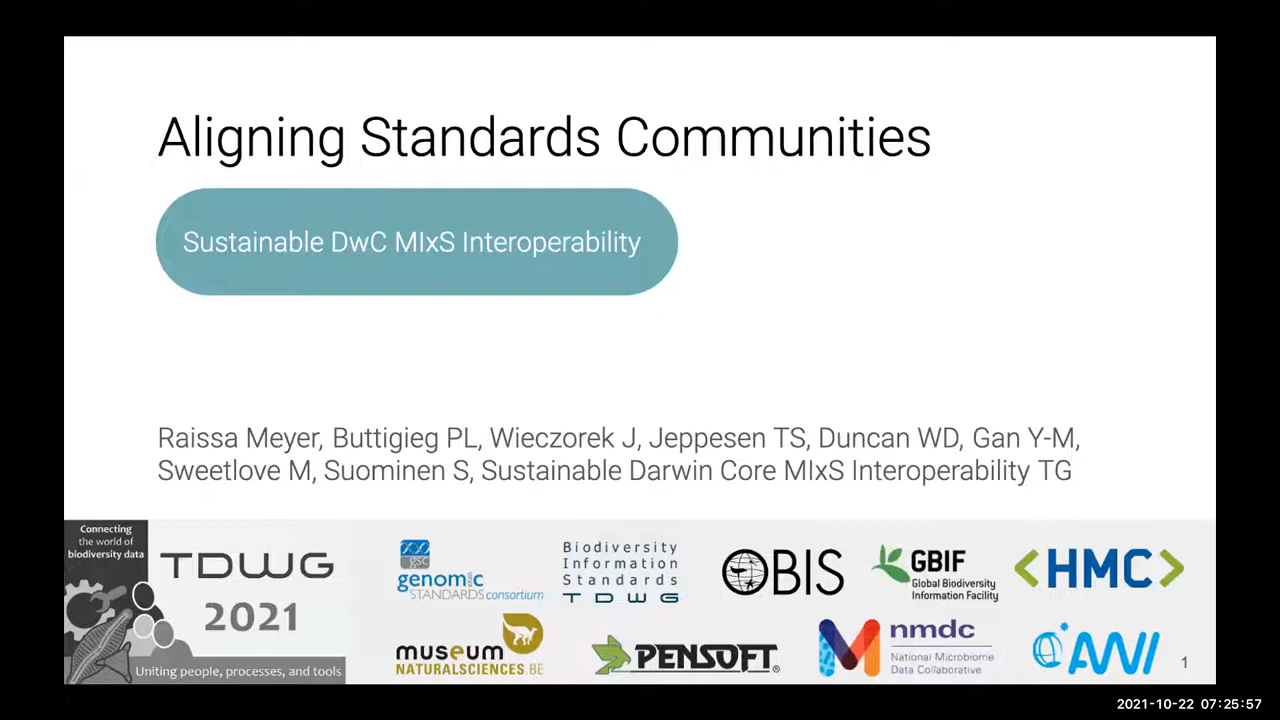 Aligning Standards Communities
Sustainable DwC MIxS Interoperability
Raissa Meyer, Buttigieg PL, Wieczorek J, Jeppesen TS, Duncan WD, Gan Y-M,
Sweetlove M, Suominen S, Sustainable Darwin Core MIxS Interoperability TG
Connecting
the world of
biodiversity data
TDWG
2021
Uniting people, processes, and tools
gsc
genomic
STANDARDS consortium
Biodiversity
Information
Standards
TDWG
OBIS
GBIF
Global Biodiversity
Information Facility
<HMC>
museum
NATURALSCIENCES.BE
PENSOFT®
nmdc
National Microbiome
Data Collaborative
AWI
1
2021-10-22 07:25:57